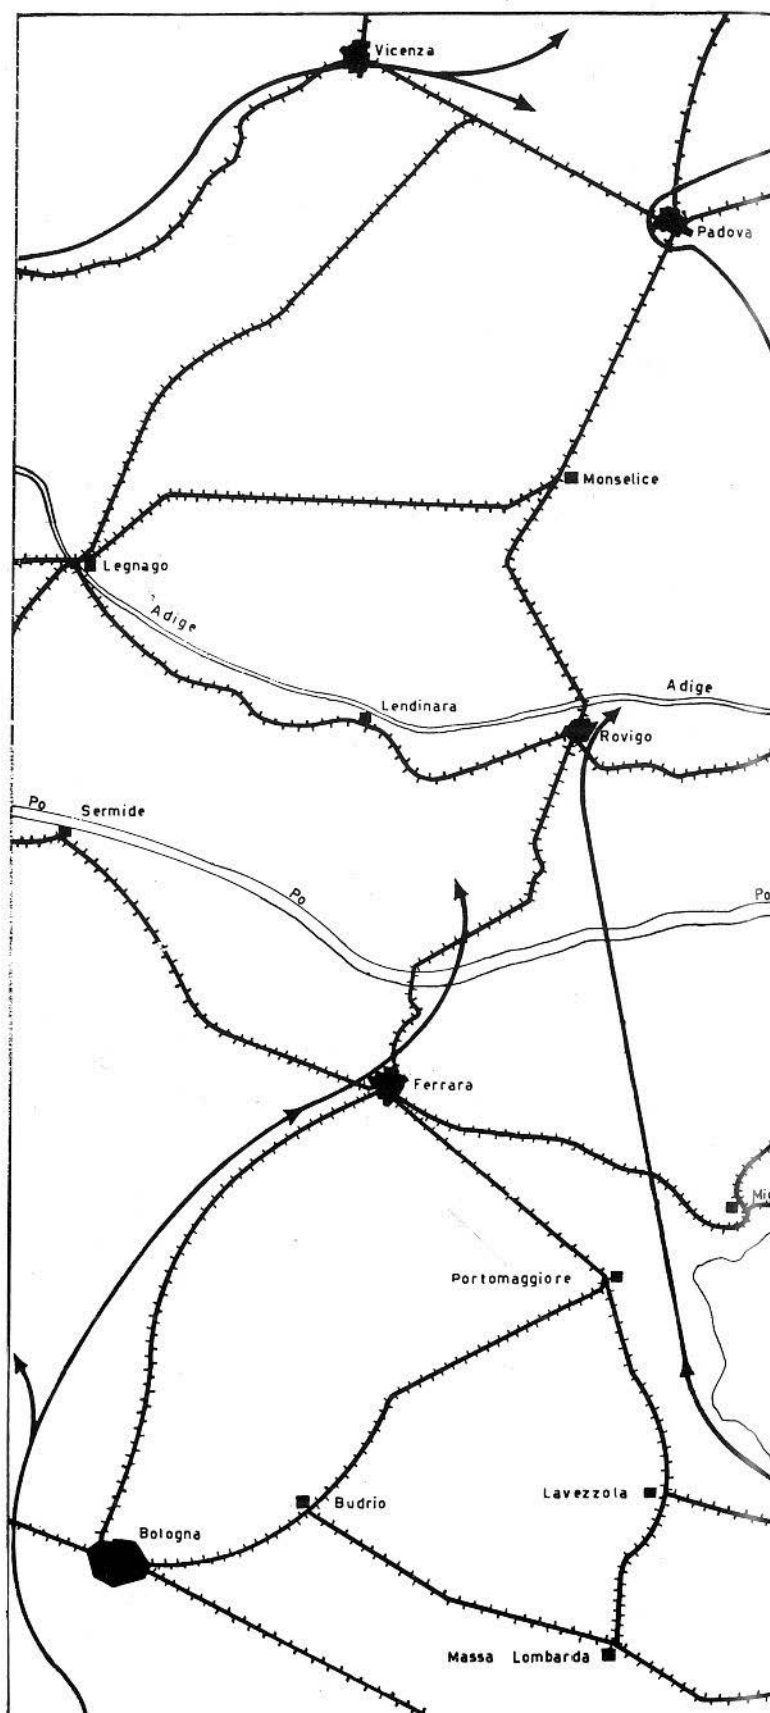 Vicenza
Padova
Monselice
Legnago
Adige
Adige
Lendinara
Rovigo
Po
Sermide
Po
Po
Ferrara
Portomaggiore
Lavezzola
Budrio
Bologna
Massa Lombarda